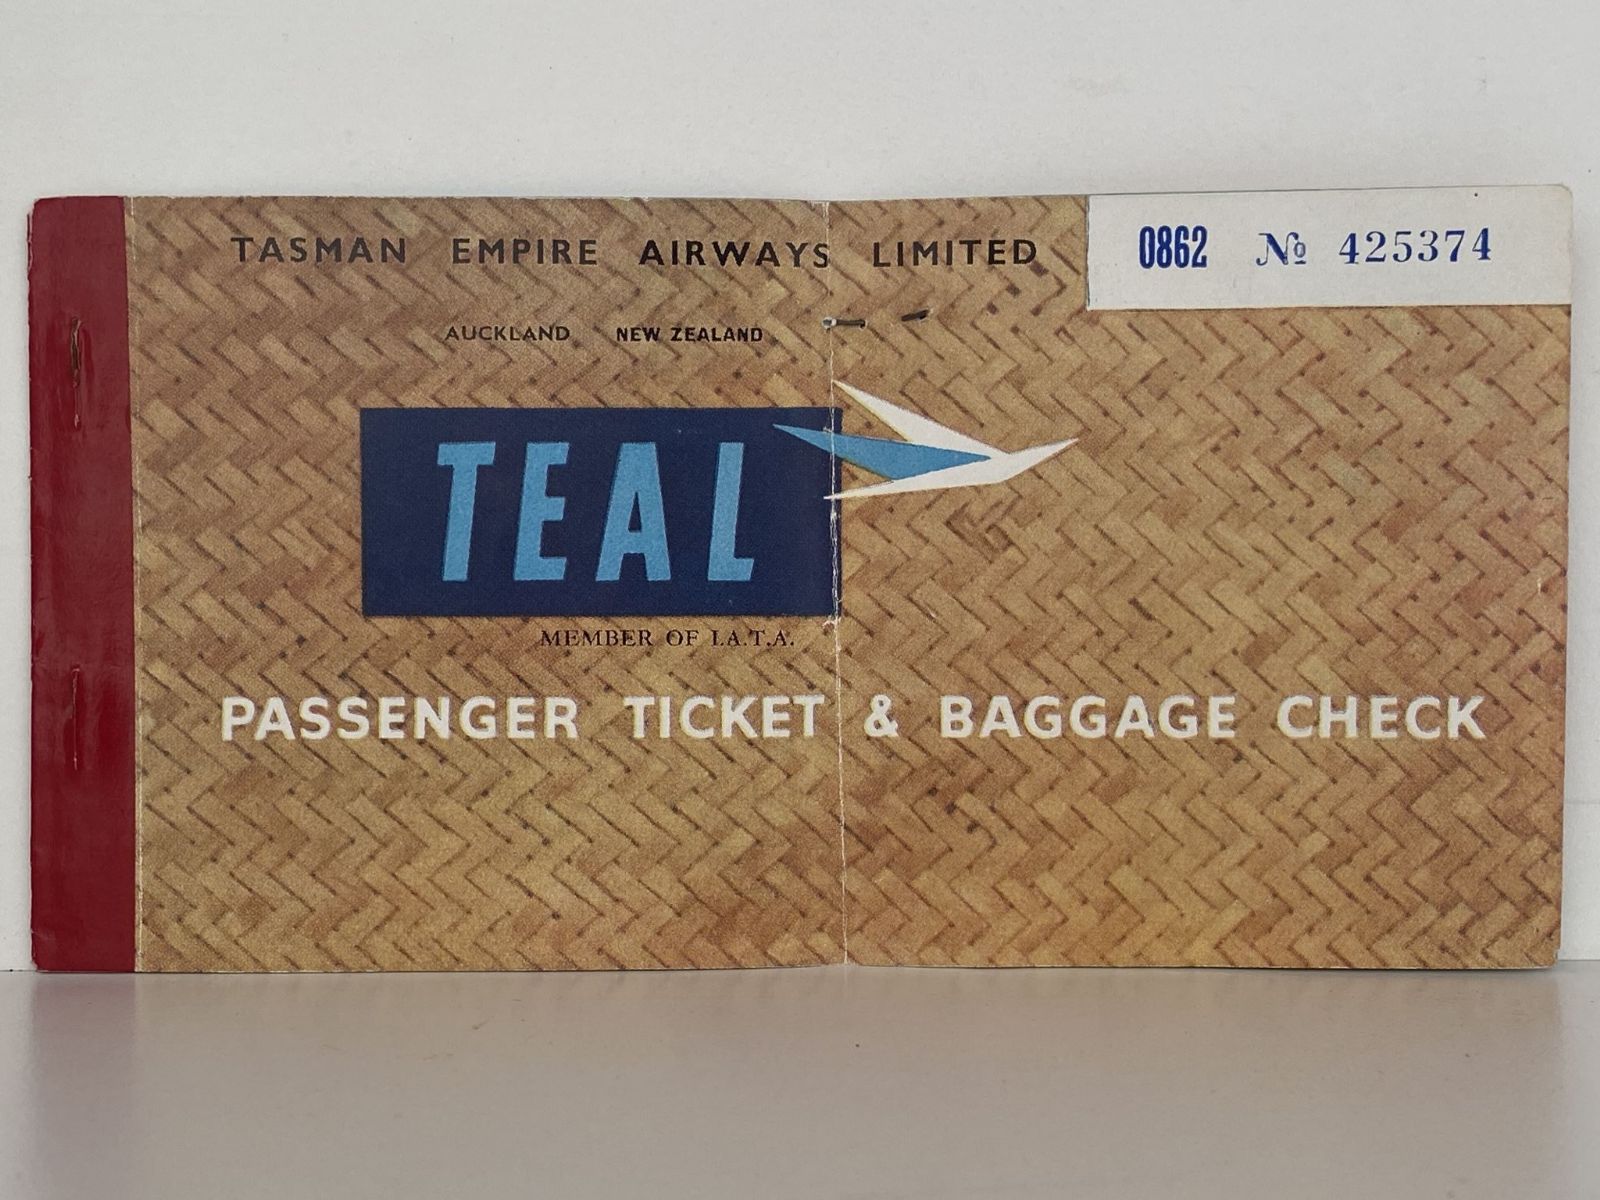 TASMAN EMPIRE AIRWAYS LIMITED
0862 № 425374
AUCKLAND NEW ZEALAND
TEAL
MEMBER OF I.A.T.A.
PASSENGER TICKET & BAGGAGE CHECK